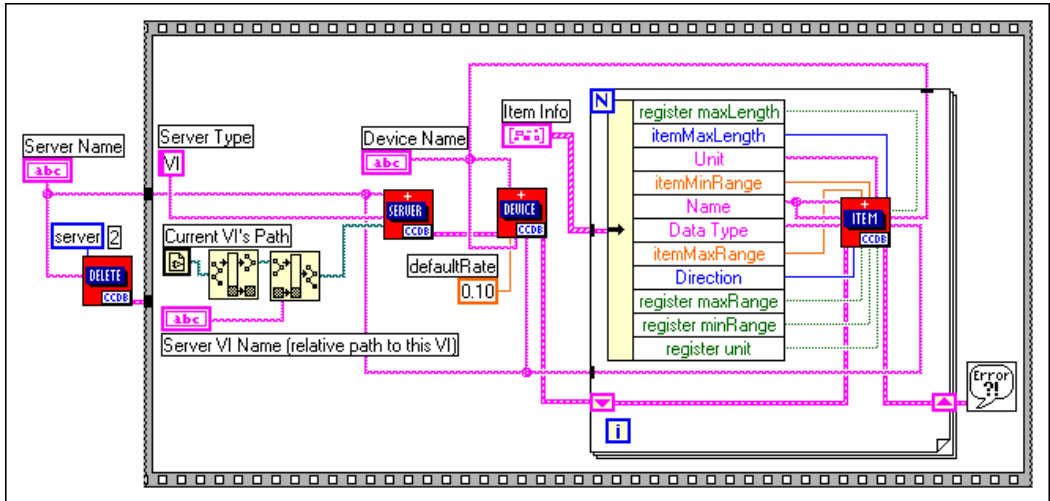 Server Name
abc
server 2
DELETE
CCDB
Server Type
VI
Current VI's Path
abc
Server VI Name (relative path to this VI)
+
SERVER
CCDB
Device Name
abc
+
DEVICE
CCDB
defaultRate
0.10
Item Info
N
register maxLength
itemMaxLength
Unit
itemMinRange
Name
Data Type
itemMaxRange
Direction
register maxRange
register minRange
register unit
+
ITEM
CCDB
i
Error
?!